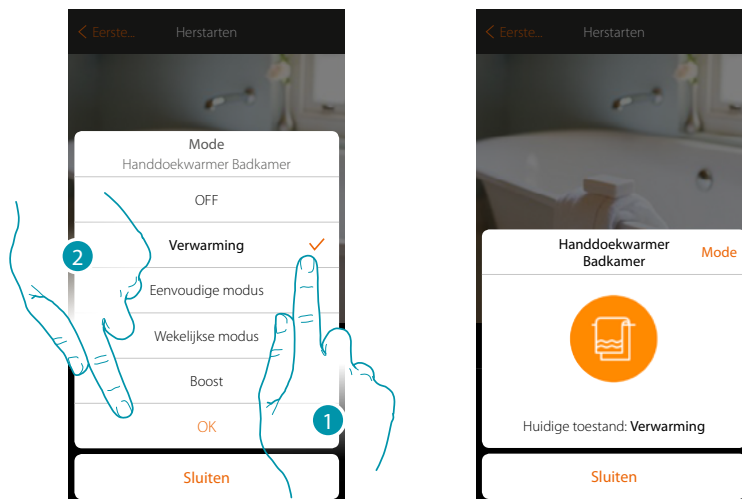 < Eerste... Herstarten
Mode
Handdoekwarmer Badkamer
OFF
Verwarming
2
Eenvoudige modus
Wekelijkse modus
Boost
OK
1
Sluiten
< Eerste... Herstarten
Handdoekwarmer
Badkamer
Mode
Huidige toestand: Verwarming
Sluiten